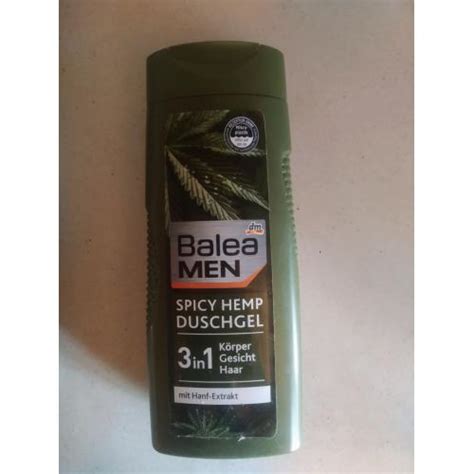 dm
Balea
MEN
SPICY HEMP
DUSCHGEL
3in1
Körper
Gesicht
Haar
mit Hanf-Extrakt